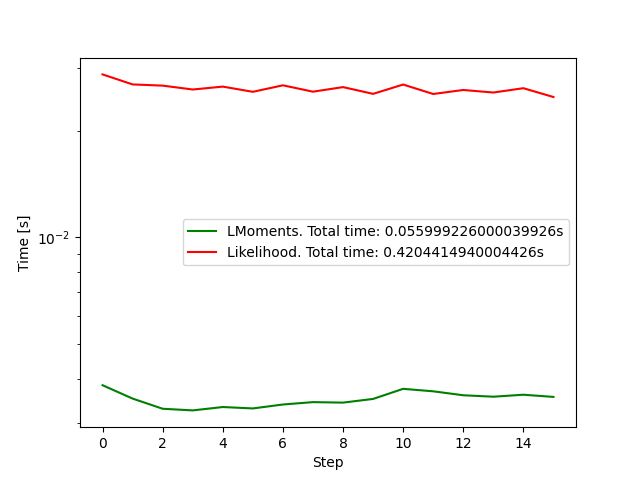 Time [s]
10⁻²
LMoments. Total time: 0.055999226000039926s
Likelihood. Total time: 0.4204414940004426s
0 2 4 6 8 10 12 14
Step